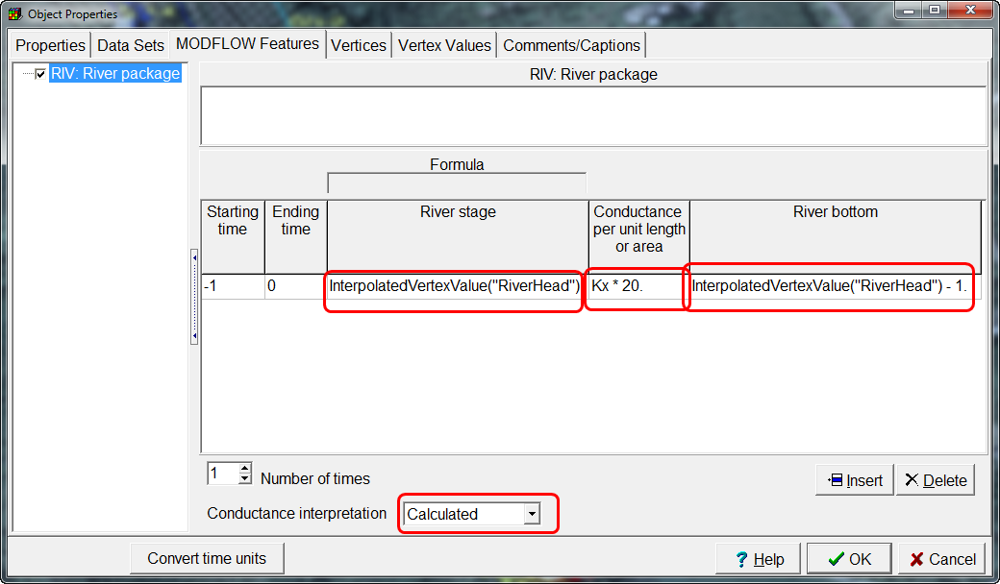 Object Properties
Properties Data Sets MODFLOW Features Vertices Vertex Values Comments/Captions
RIV: River package
RIV: River package
Formula
Starting time
Ending time
River stage
Conductance per unit length or area
River bottom
-1 0 InterpolatedVertexValue("RiverHead") Kx * 20. InterpolatedVertexValue("RiverHead") - 1.
1 Number of times
Insert Delete
Conductance interpretation Calculated
Convert time units ? Help OK Cancel